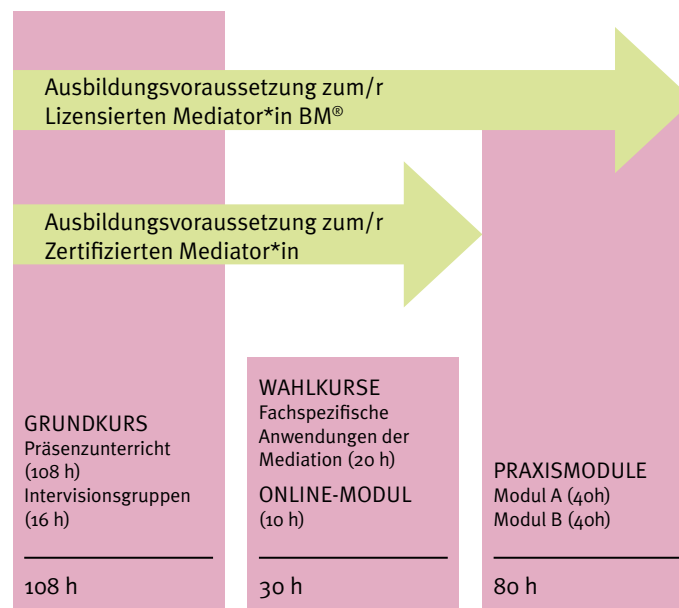 Ausbildungsvoraussetzung zum/r
Lizensierten Mediator*in BM®
Ausbildungsvoraussetzung zum/r
Zertifizierten Mediator*in
GRUNDKURS
Präsenzunterricht
(108 h)
Intervisionsgruppen
(16 h)
108 h
WAHLKURSE
Fachspezifische
Anwendungen der
Mediation (20 h)
ONLINE-MODUL
(10 h)
30 h
PRAXISMODULE
Modul A (40h)
Modul B (40h)
80 h